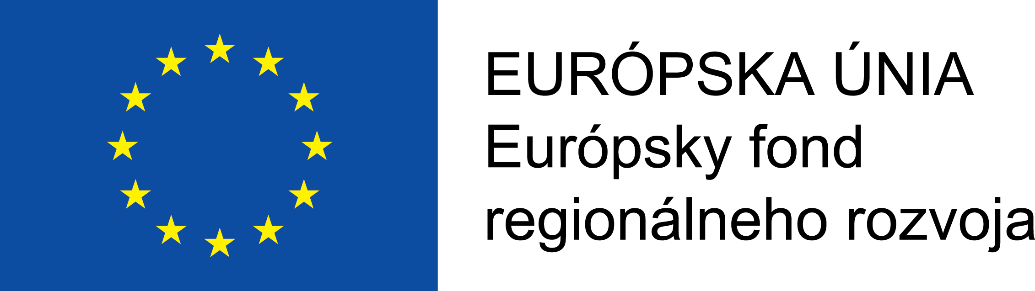 EURÓPSKA ÚNIA
Európsky fond
regionálneho rozvoja